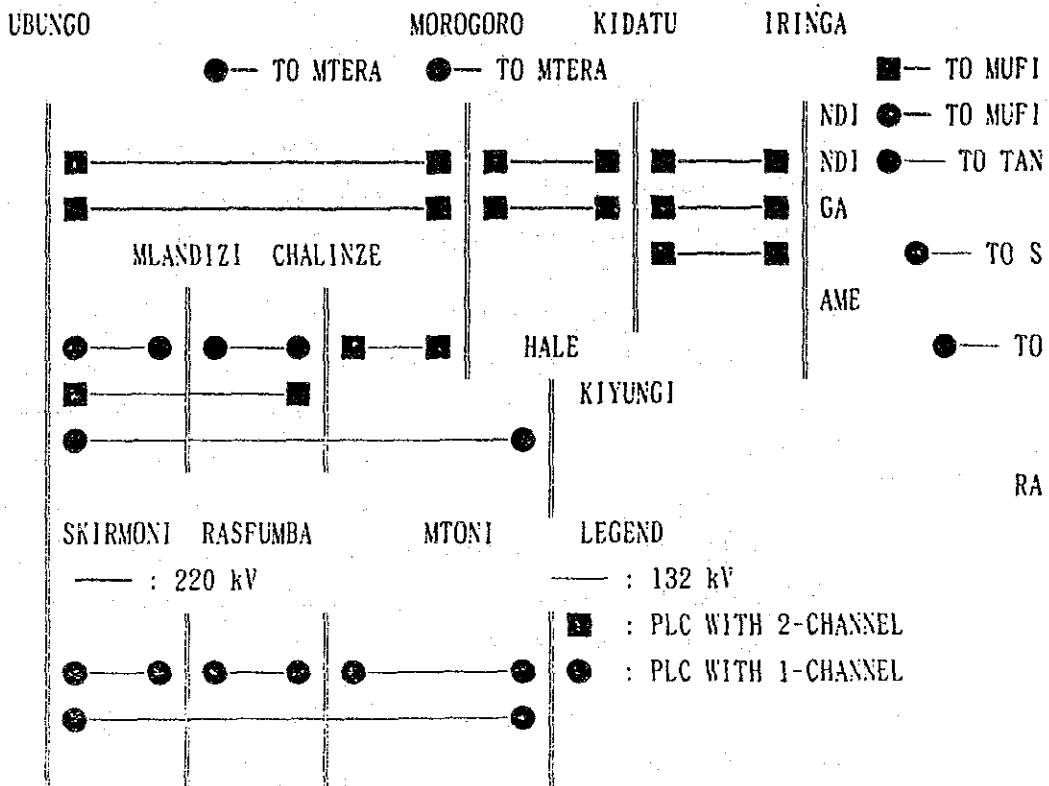 UBUNGO MOROGORO KIDATU IRINGA
TO MTERA TO MTERA TO MUFI
NDI TO MUFI
NDI TO TAN
GA
MLANDIZI CHALINZE TO S
AME
HALE TO
KIYUNGI
RA
SKIRMONI RASFUMBA MTONI LEGEND
: 220 kV : 132 kV
: PLC WITH 2-CHANNEL
: PLC WITH 1-CHANNEL